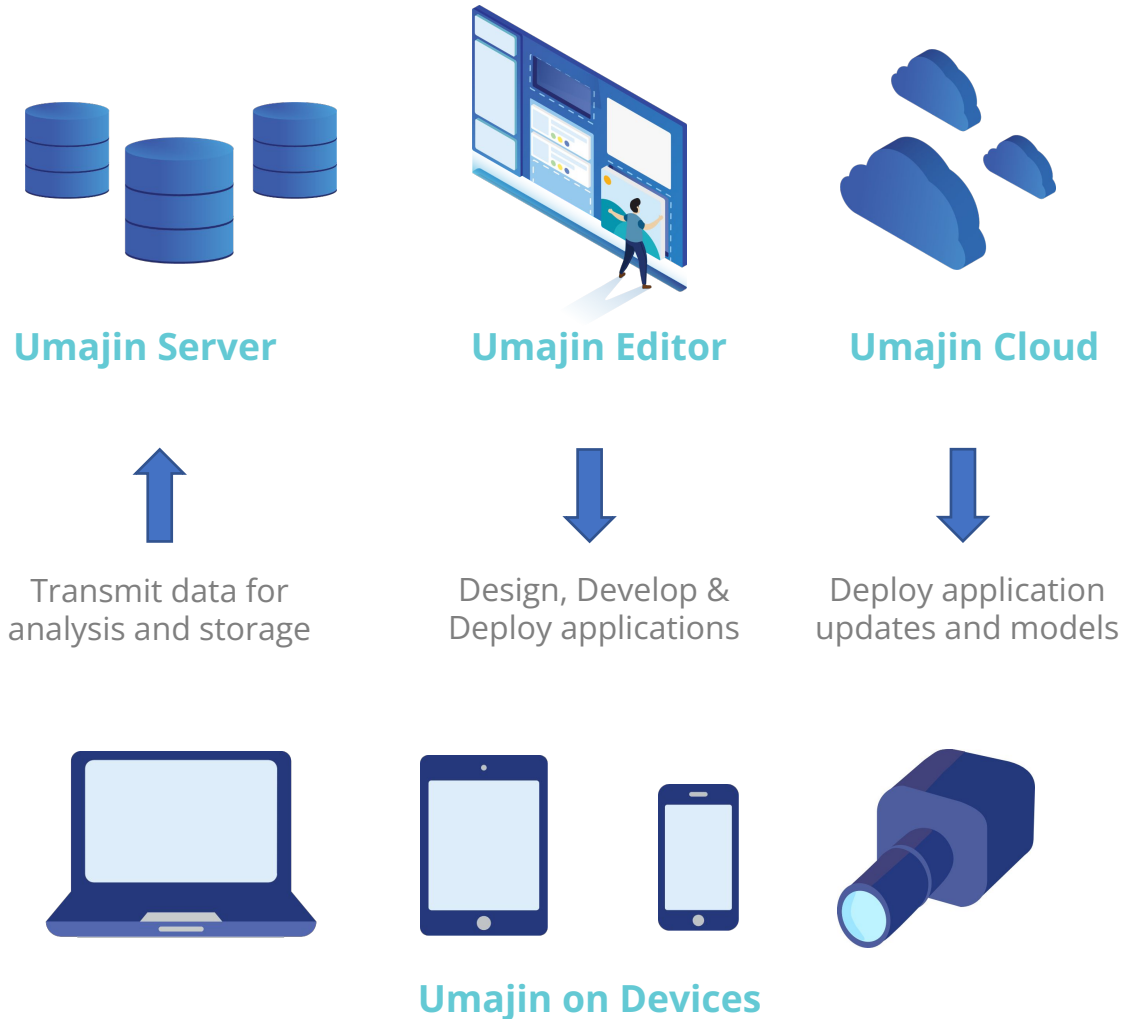 Umajin Server
Umajin Editor
Umajin Cloud
Transmit data for
analysis and storage
Design, Develop &
Deploy applications
Deploy application
updates and models
Umajin on Devices